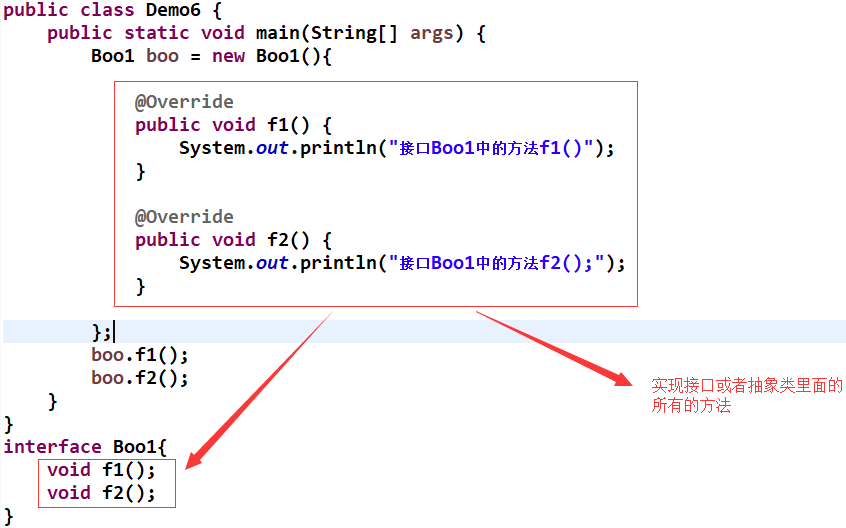 public class Demo6 {
    public static void main(String[] args) {
        Boo1 boo = new Boo1(){
            @Override
            public void f1() {
                System.out.println("接口Boo1中的方法f1()");
            }
            @Override
            public void f2() {
                System.out.println("接口Boo1中的方法f2();");
            }
        };
        boo.f1();
        boo.f2();
    }
}
实现接口或者抽象类里面的
所有的方法
interface Boo1{
    void f1();
    void f2();
}